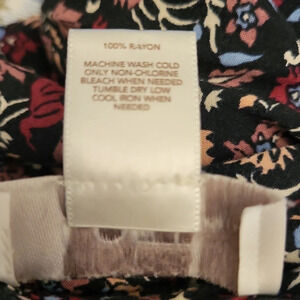 100% RAYON
MACHINE WASH COLD
ONLY NON-CHLORINE
BLEACH WHEN NEEDED
TUMBLE DRY LOW
COOL IRON WHEN
NEEDED